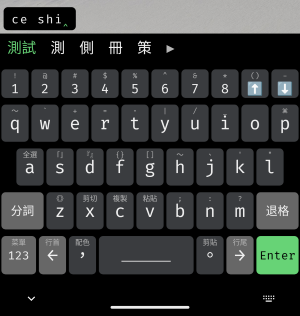 ce shi‸
測試 測 側 冊 策 ▸
! @ # $ % ^ & * () -
1 2 3 4 5 6 7 8 ⬆ ⬇
~ ` + = - | / ⌘
q w e r t y u i o p
全選 「」 『』 {} [] ~ - ` "
a s d f g h j k l
{} 剪切 複製 粘貼 ; : ?
分詞 z x c v b n m 退格
菜單 行首 配色 剪貼 行尾
123 ← , 。 → Enter